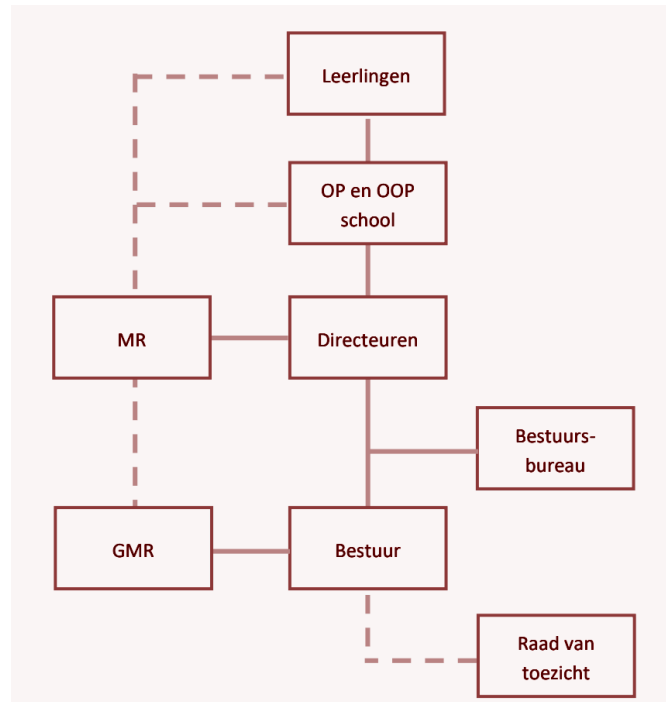 Leerlingen
OP en OOP
school
MR
Directeuren
Bestuurs-
bureau
GMR
Bestuur
Raad van
toezicht